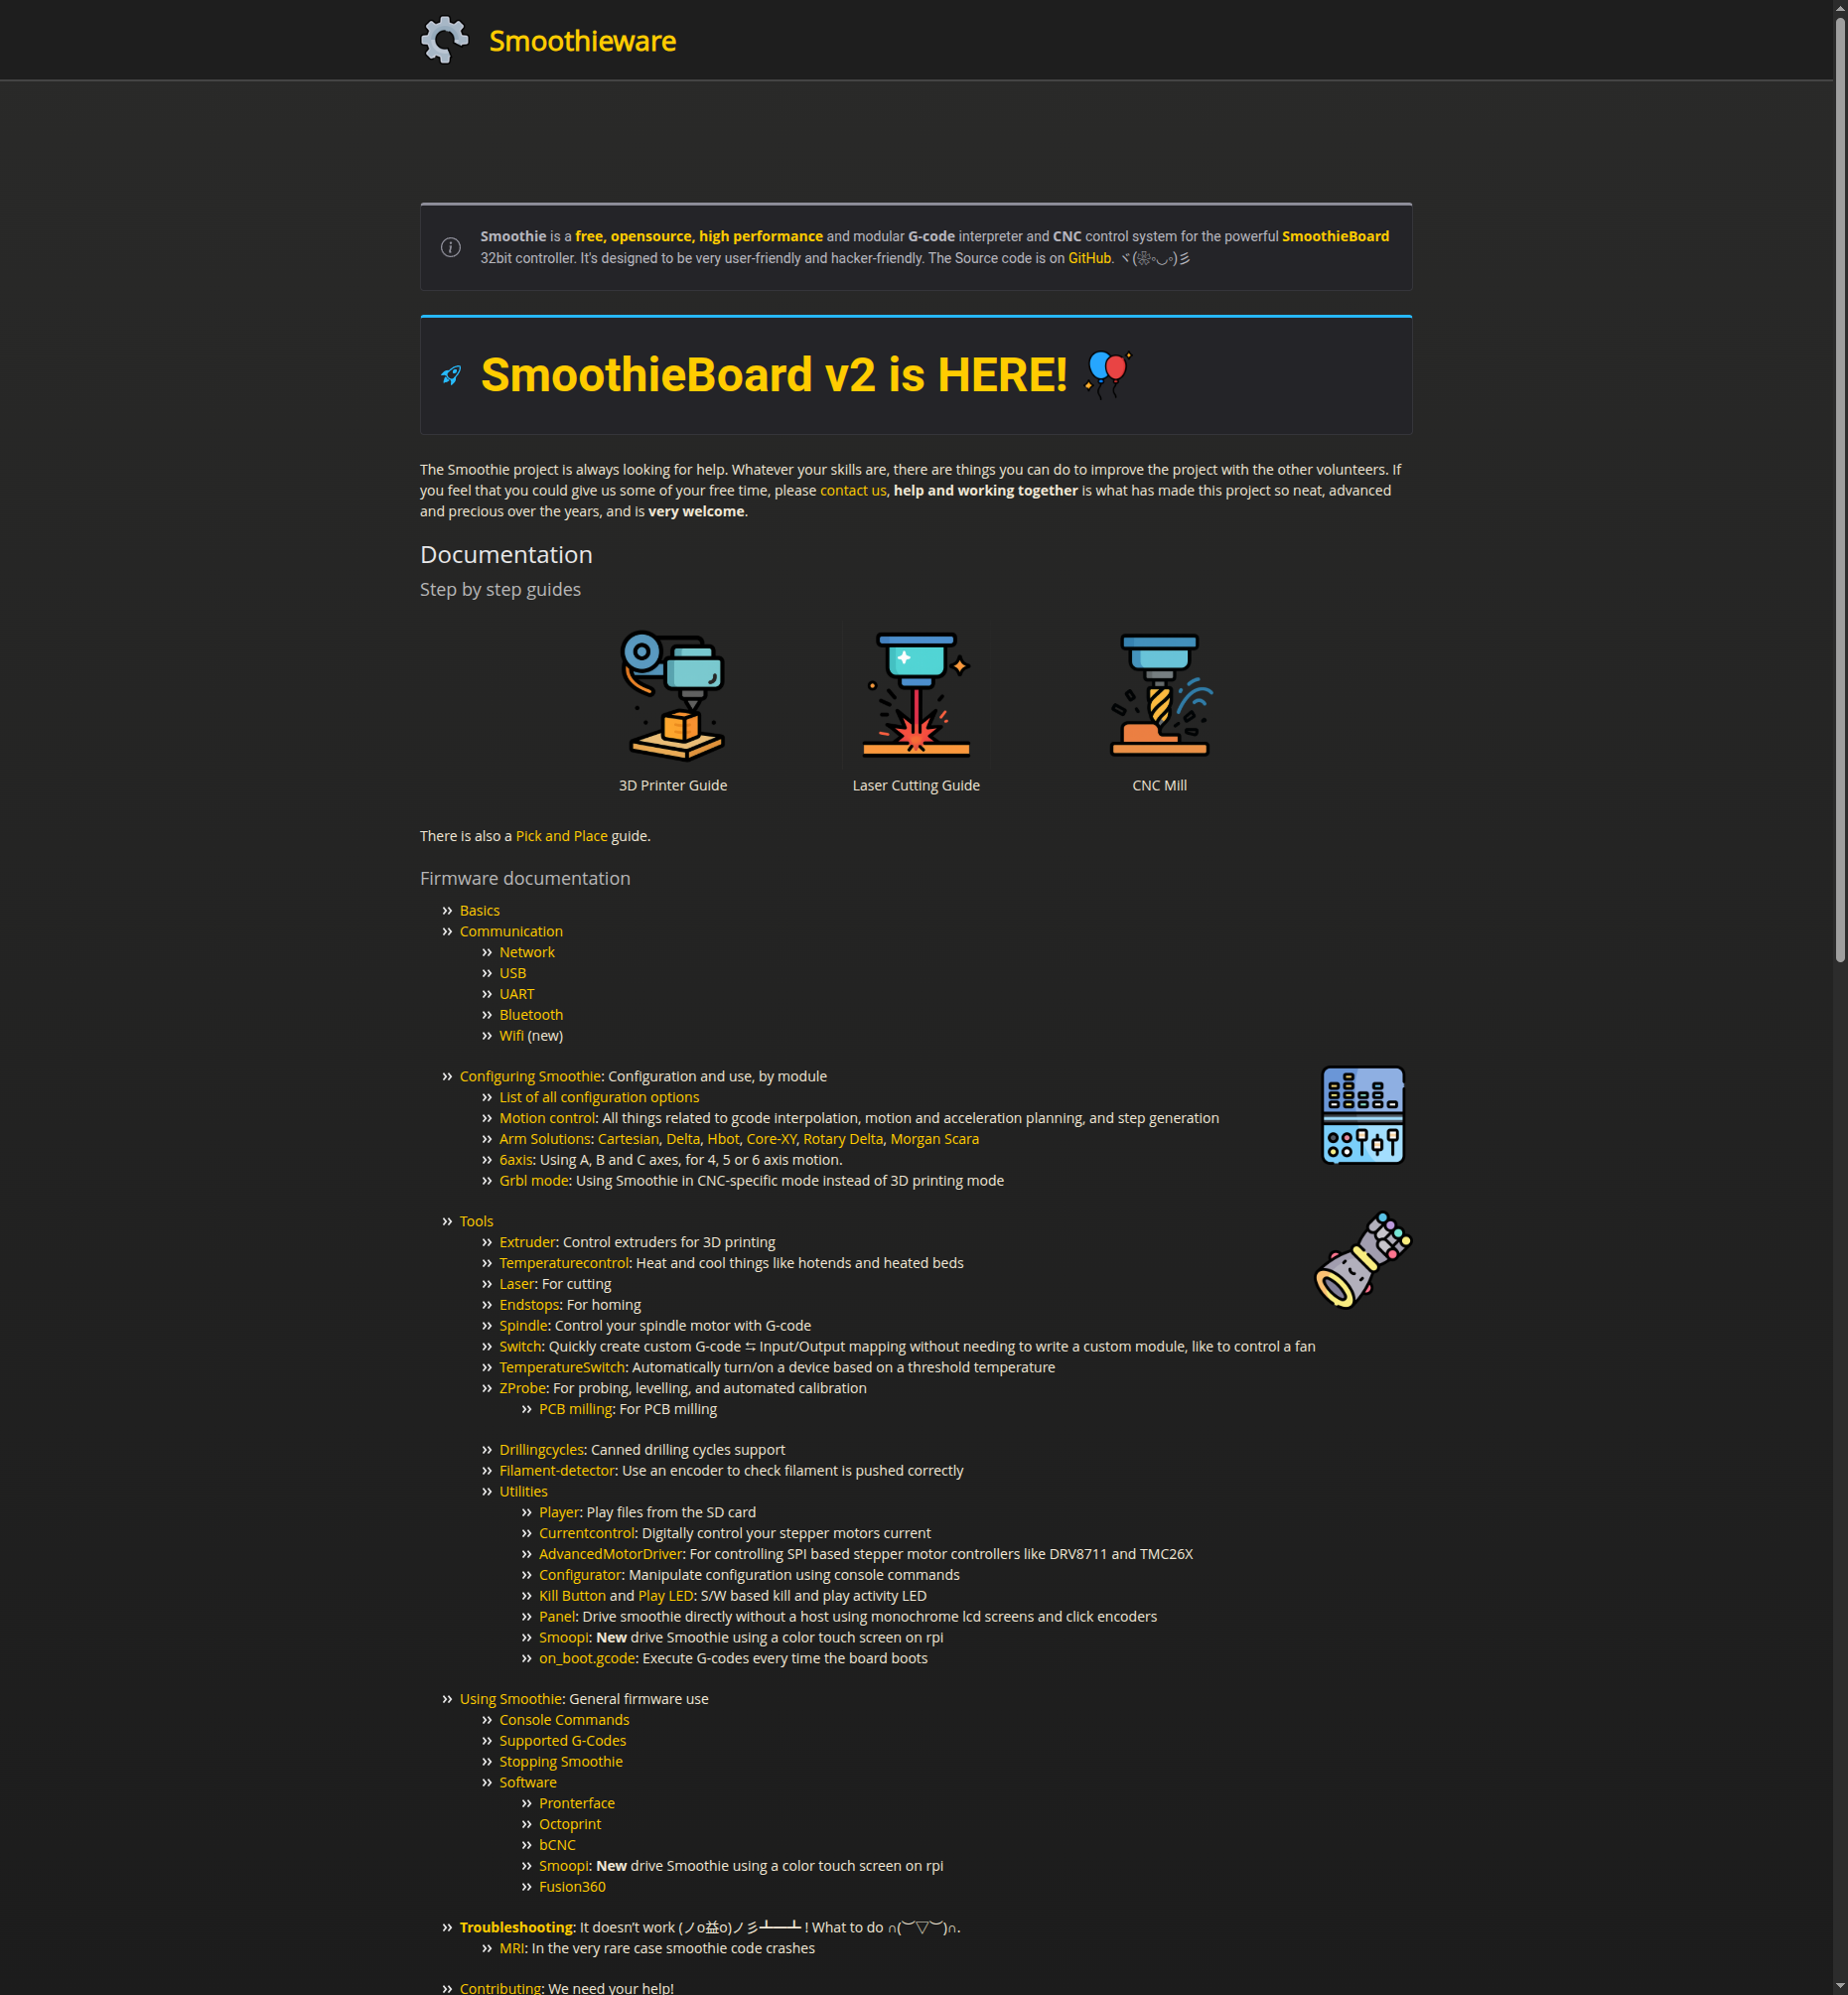 Smoothieware
Smoothie is a free, opensource, high performance and modular G-code interpreter and CNC control system for the powerful SmoothieBoard
32bit controller. It's designed to be very user-friendly and hacker-friendly. The Source code is on GitHub.
SmoothieBoard v2 is HERE!
The Smoothie project is always looking for help. Whatever your skills are, there are things you can do to improve the project with the other volunteers. If
you feel that you could give us some of your free time, please contact us, help and working together is what has made this project so neat, advanced
and precious over the years, and is very welcome.
Documentation
Step by step guides
3D Printer Guide
Laser Cutting Guide
CNC Mill
There is also a Pick and Place guide.
Firmware documentation
» Basics
» Communication
» Network
» USB
» UART
» Bluetooth
» Wifi (new)
» Configuring Smoothie: Configuration and use, by module
» List of all configuration options
» Motion control: All things related to gcode interpolation, motion and acceleration planning, and step generation
» Arm Solutions: Cartesian, Delta, Hbot, Core-XY, Rotary Delta, Morgan Scara
» 6axis: Using A, B and C axes, for 4, 5 or 6 axis motion.
» Grbl mode: Using Smoothie in CNC-specific mode instead of 3D printing mode
» Tools
» Extruder: Control extruders for 3D printing
» Temperaturecontrol: Heat and cool things like hotends and heated beds
» Laser: For cutting
» Endstops: For homing
» Spindle: Control your spindle motor with G-code
» Switch: Quickly create custom G-code ⇆ Input/Output mapping without needing to write a custom module, like to control a fan
» TemperatureSwitch: Automatically turn/on a device based on a threshold temperature
» ZProbe: For probing, levelling, and automated calibration
» PCB milling: For PCB milling
» Drillingcycles: Canned drilling cycles support
» Filament-detector: Use an encoder to check filament is pushed correctly
» Utilities
» Player: Play files from the SD card
» Currentcontrol: Digitally control your stepper motors current
» AdvancedMotorDriver: For controlling SPI based stepper motor controllers like DRV8711 and TMC26X
» Configurator: Manipulate configuration using console commands
» Kill Button and Play LED: S/W based kill and play activity LED
» Panel: Drive smoothie directly without a host using monochrome lcd screens and click encoders
» Smoopi: New drive Smoothie using a color touch screen on rpi
» on_boot.gcode: Execute G-codes every time the board boots
» Using Smoothie: General firmware use
» Console Commands
» Supported G-Codes
» Stopping Smoothie
» Software
» Pronterface
» Octoprint
» bCNC
» Smoopi: New drive Smoothie using a color touch screen on rpi
» Fusion360
» Troubleshooting: It doesn't work (ノo益o)ノ彡┻━┻ ! What to do ∩(︶▽︶)∩.
» MRI: In the very rare case smoothie code crashes
» Contributing: We need your help!